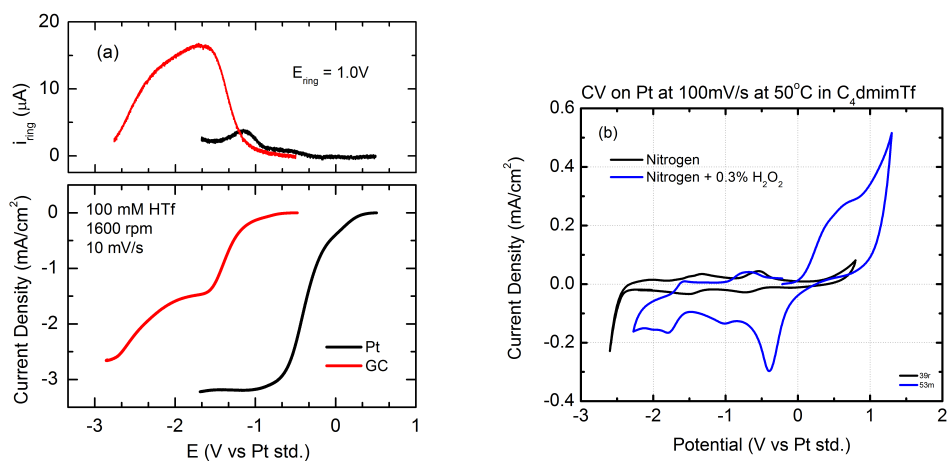 (a)
E_ring = 1.0V
i_ring (μA)
20
10
0
100 mM HTf
1600 rpm
10 mV/s
Current Density (mA/cm²)
0
-1
-2
-3
Pt
GC
-3 -2 -1 0 1
E (V vs Pt std.)
CV on Pt at 100mV/s at 50°C in C₄dmimTf
(b)
Nitrogen
Nitrogen + 0.3% H₂O₂
Current Density (mA/cm²)
0.6
0.4
0.2
0.0
-0.2
-0.4
39r
53m
-3 -2 -1 0 1 2
Potential (V vs Pt std.)